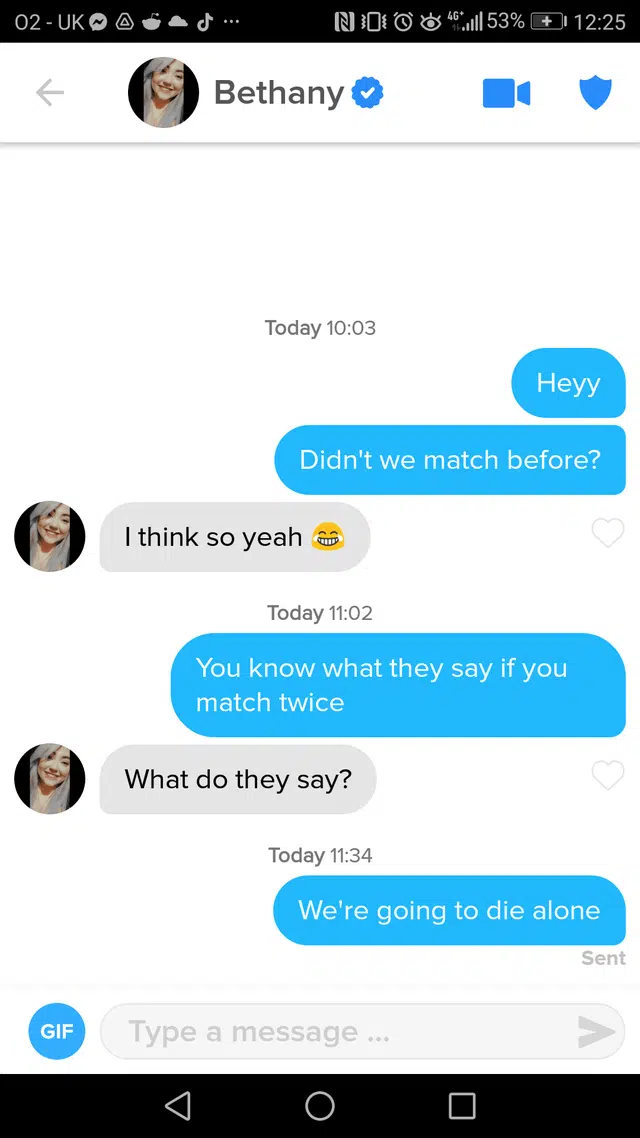 O2 - UK 4G+ 53% 12:25
Bethany
Today 10:03
Heyy
Didn't we match before?
I think so yeah 😂
Today 11:02
You know what they say if you
match twice
What do they say?
Today 11:34
We're going to die alone
Sent
GIF Type a message ...